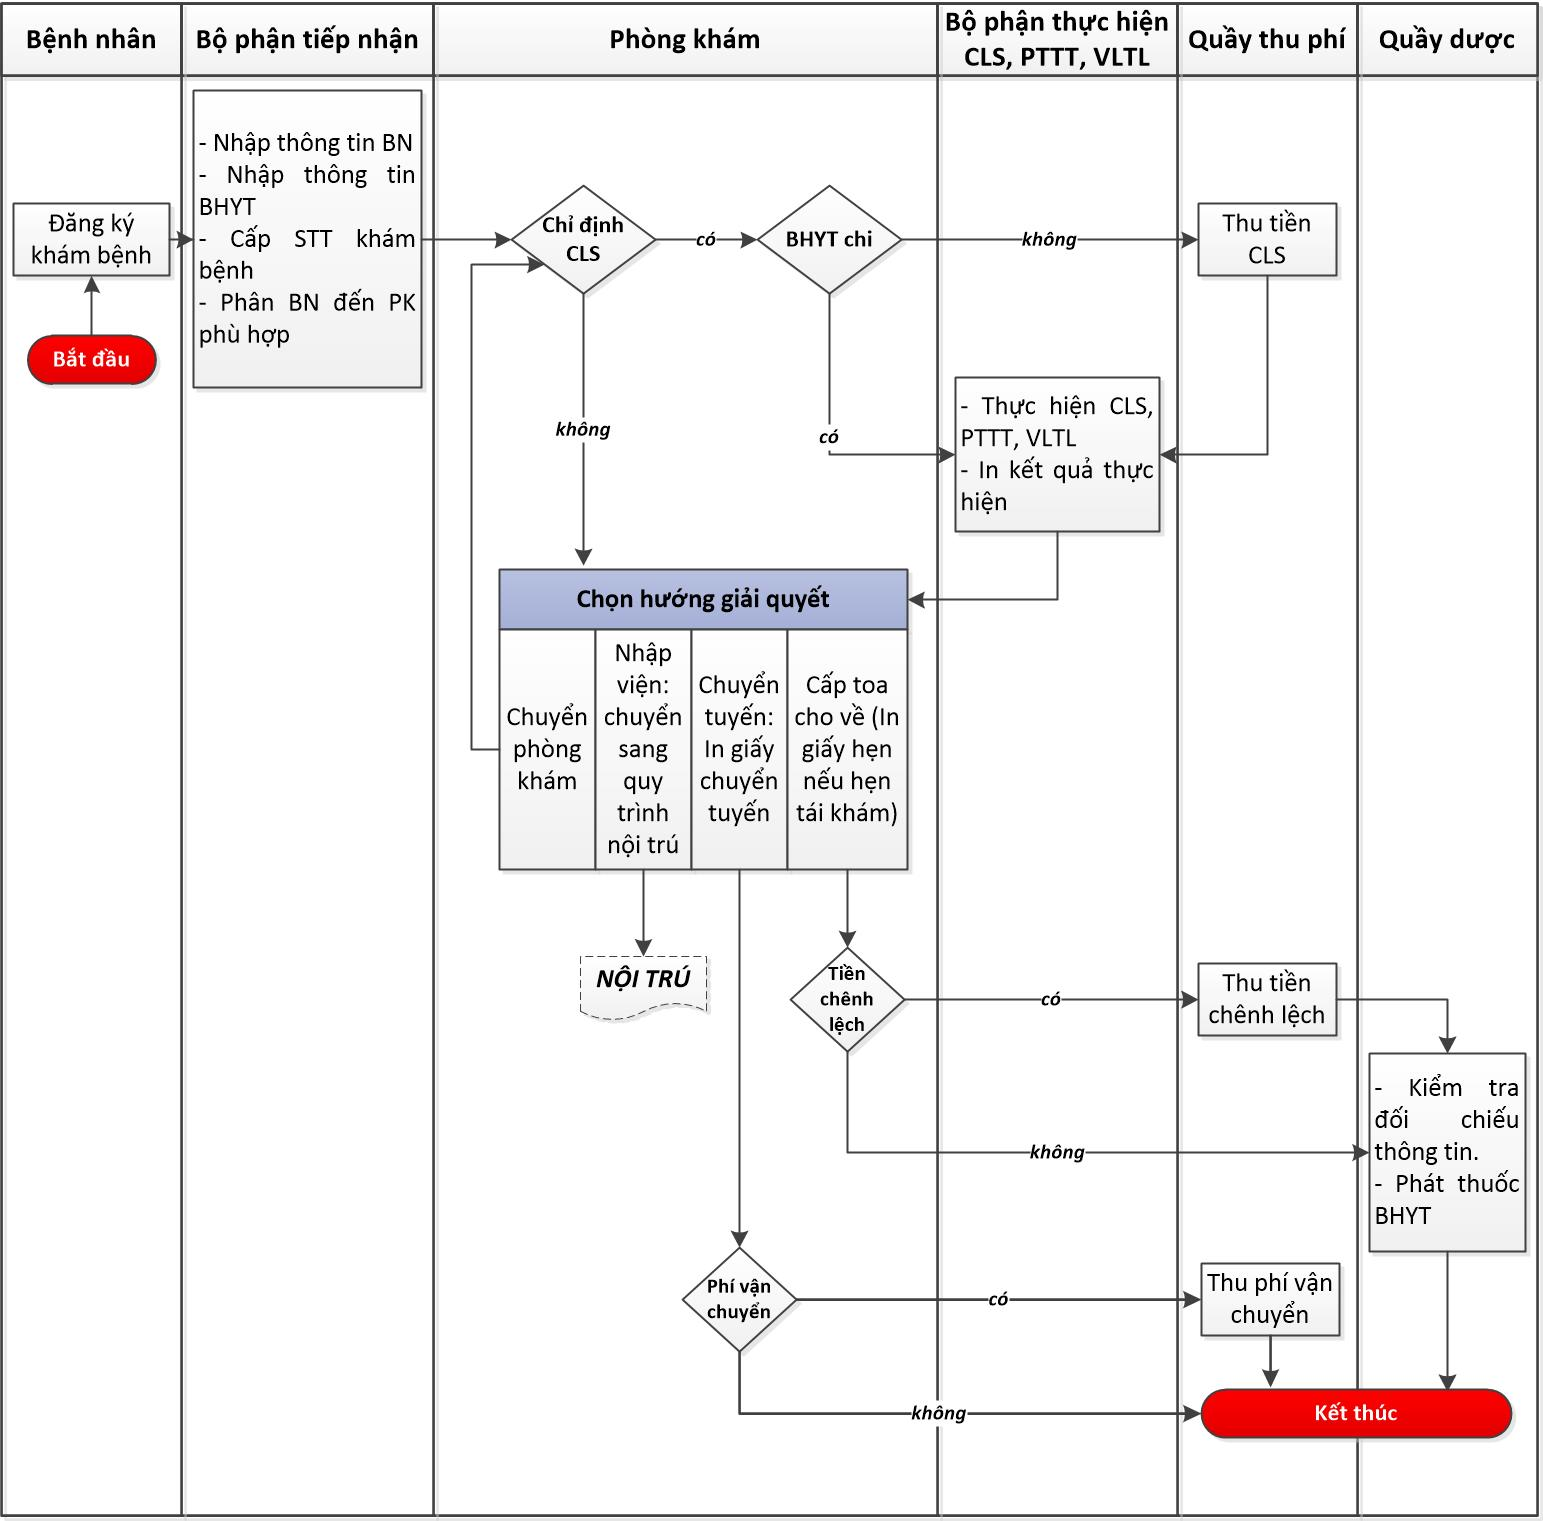 Bệnh nhân
Bộ phận tiếp nhận
Phòng khám
Bộ phận thực hiện
CLS, PTTT, VLTL
Quầy thu phí
Quầy dược
Đăng ký
khám bệnh
Bắt đầu
- Nhập thông tin BN
- Nhập thông tin
BHYT
- Cấp STT khám
bệnh
- Phân BN đến PK
phù hợp
Chỉ định
CLS
có
BHYT chi
không
Thu tiền
CLS
không
có
- Thực hiện CLS,
PTTT, VLTL
- In kết quả thực
hiện
Chọn hướng giải quyết
Chuyển
phòng
khám
Nhập
viện:
chuyển
sang
quy
trình
nội trú
Chuyển
tuyến:
In giấy
chuyển
tuyến
Cấp toa
cho về (In
giấy hẹn
nếu hẹn
tái khám)
NỘI TRÚ
Tiền
chênh
lệch
có
Thu tiền
chênh lệch
không
- Kiểm tra
đối chiếu
thông tin.
- Phát thuốc
BHYT
Phí vận
chuyển
có
Thu phí vận
chuyển
không
Kết thúc